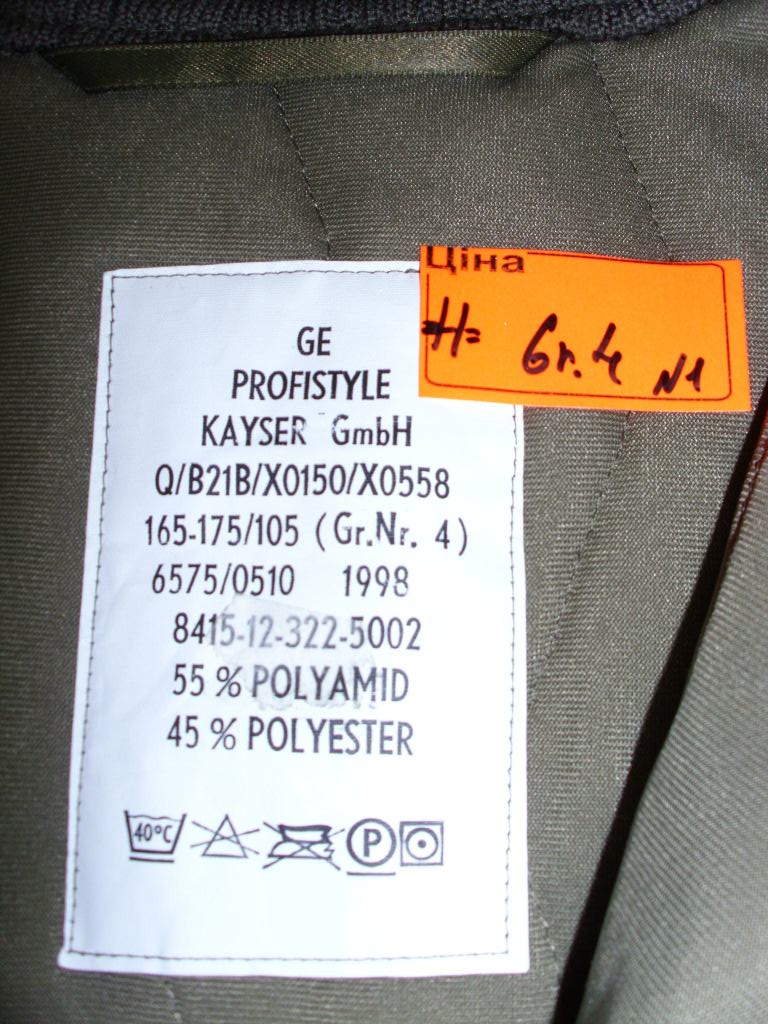 Ціна
=H= Gr. 4 N1
GE
PROFISTYLE
KAYSER GmbH
Q/B21B/X0150/X0558
165-175/105 (Gr.Nr. 4)
6575/0510 1998
8415-12-322-5002
55 % POLYAMID
45 % POLYESTER
40°C P